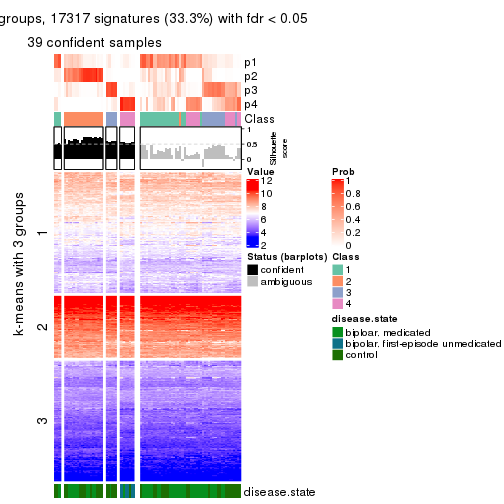 groups, 17317 signatures (33.3%) with fdr < 0.05
39 confident samples
p1
p2
p3
p4
Class
1
0.5
0
Silhouette
score
k-means with 3 groups
1
2
3
Value
12
10
8
6
4
2
Prob
1
0.8
0.6
0.4
0.2
0
Status (barplots)
confident
ambiguous
Class
1
2
3
4
disease.state
biploar. medicated
bipolar. first-episode unmedicated
control
disease.state